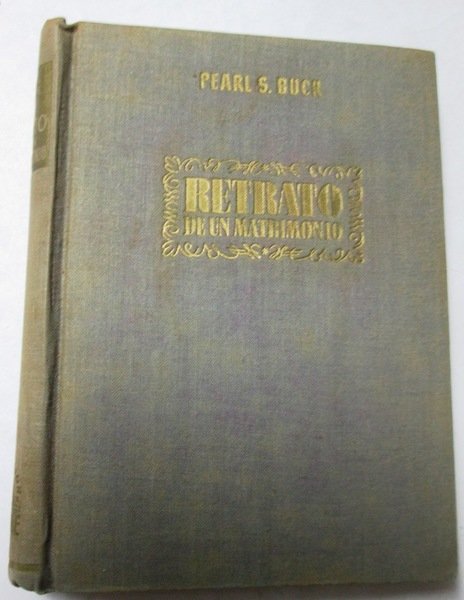 PEARL S. BUCK
RETRATO
DE UN MATRIMONIO